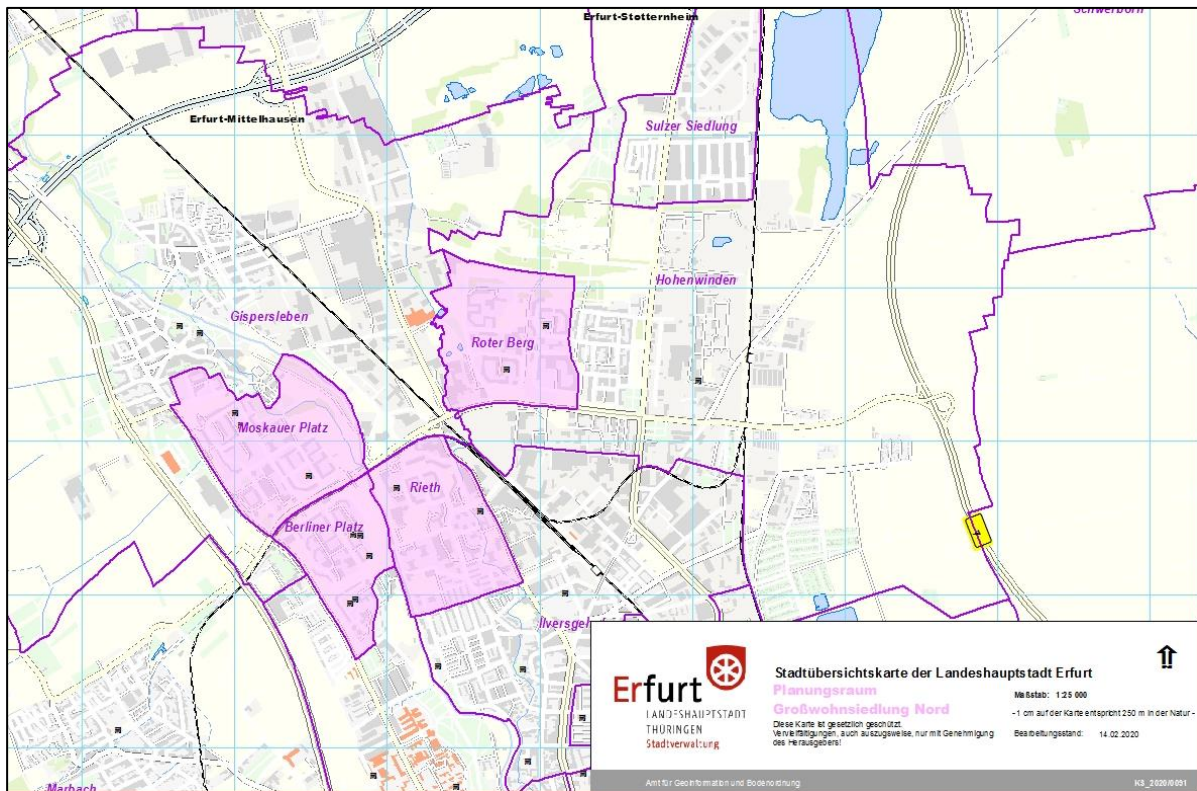 Erfurt-Stotternheim
Schwerborn
Erfurt-Mittelhausen
Sulzer Siedlung
Hohenwinden
Gispersleben
Roter Berg
Moskauer Platz
Rieth
Berliner Platz
Ilversge
Marbach
Erfurt
LANDESHAUPTSTADT
THÜRINGEN
Stadtverwaltung
Stadtübersichtskarte der Landeshauptstadt Erfurt
Planungsraum
Großwohnsiedlung Nord
Diese Karte ist gesetzlich geschützt.
Vervielfältigungen, auch auszugsweise, nur mit Genehmigung
des Herausgebers!
Maßstab: 1:25 000
-1 cm auf der Karte entspricht 250 m in der Natur-
Bearbeitungsstand: 14.02.2020
Amt für Geoinformation und Bodenordnung
KS_2020/0091